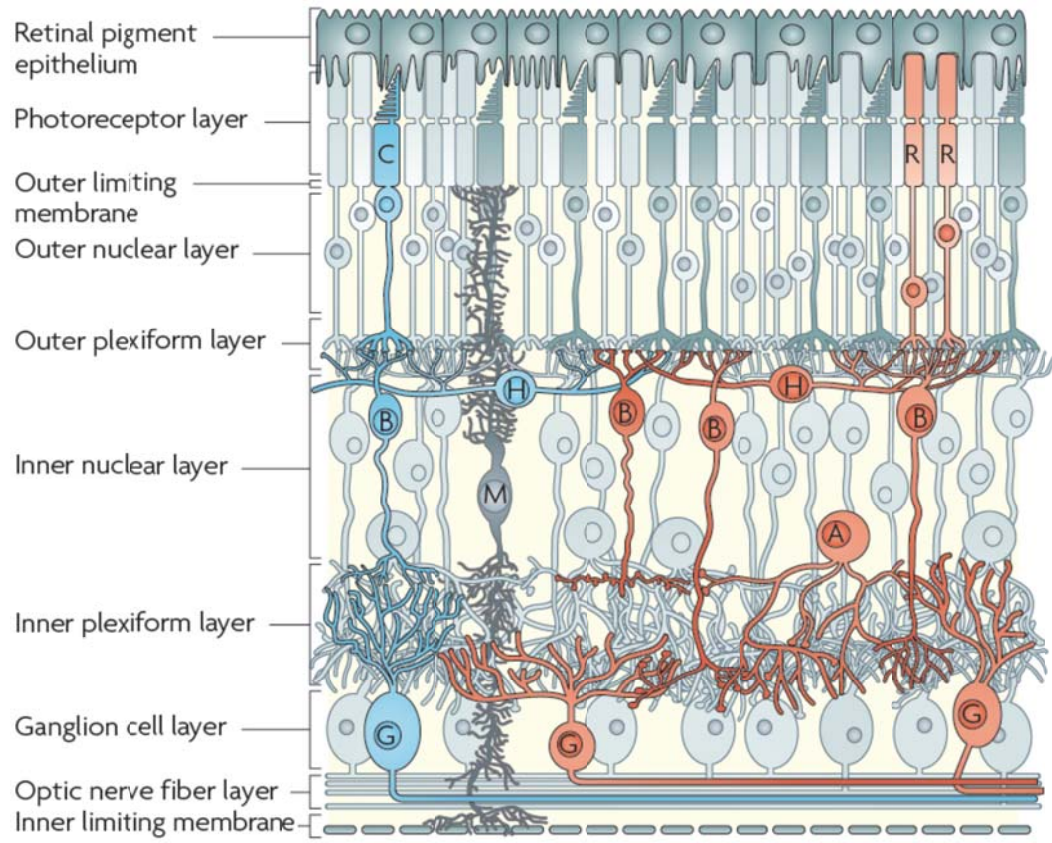 Retinal pigment
epithelium
Photoreceptor layer
C
R R
Outer limiting
membrane
Outer nuclear layer
Outer plexiform layer
H
H
B
B
B
B
Inner nuclear layer
M
A
Inner plexiform layer
Ganglion cell layer
G
G
G
Optic nerve fiber layer
Inner limiting membrane